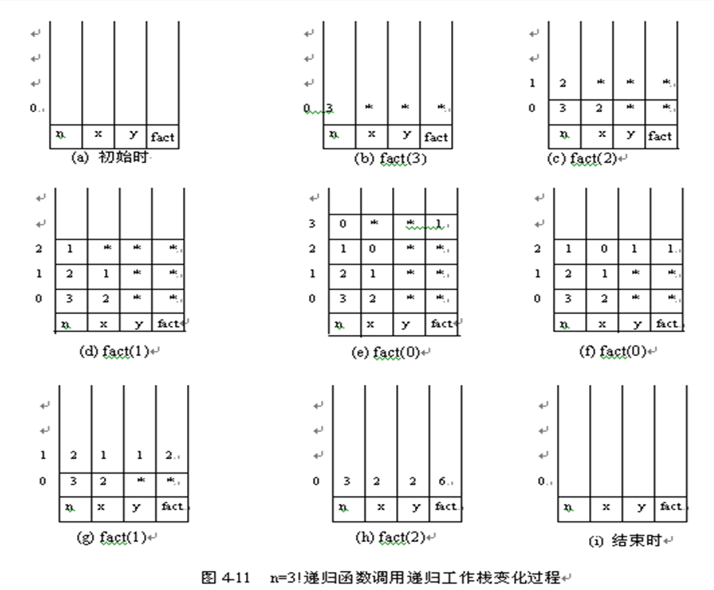 0
n x y fact
(a) 初始时
0 3 * * *
n x y fact
(b) fact(3)
1 2 * * *
0 3 2 * *
n x y fact
(c) fact(2)
2 1 * * *
1 2 1 * *
0 3 2 * *
n x y fact
(d) fact(1)
3 0 * * 1
2 1 0 * *
1 2 1 * *
0 3 2 * *
n x y fact
(e) fact(0)
2 1 0 1 1
1 2 1 * *
0 3 2 * *
n x y fact
(f) fact(0)
1 2 1 1 2
0 3 2 * *
n x y fact
(g) fact(1)
0 3 2 2 6
n x y fact
(h) fact(2)
0
n x y fact
(i) 结束时
图 4-11 n=3!递归函数调用递归工作栈变化过程